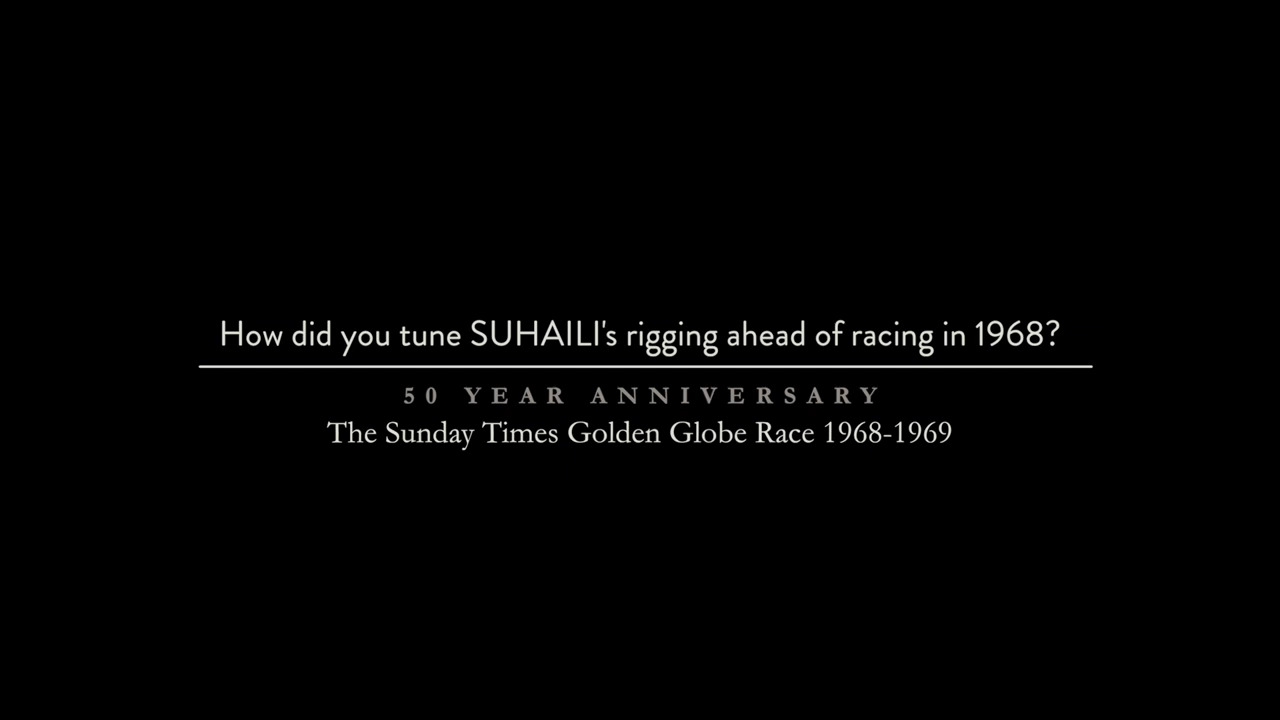 How did you tune SUHAILI's rigging ahead of racing in 1968?
50 YEAR ANNIVERSARY
The Sunday Times Golden Globe Race 1968-1969